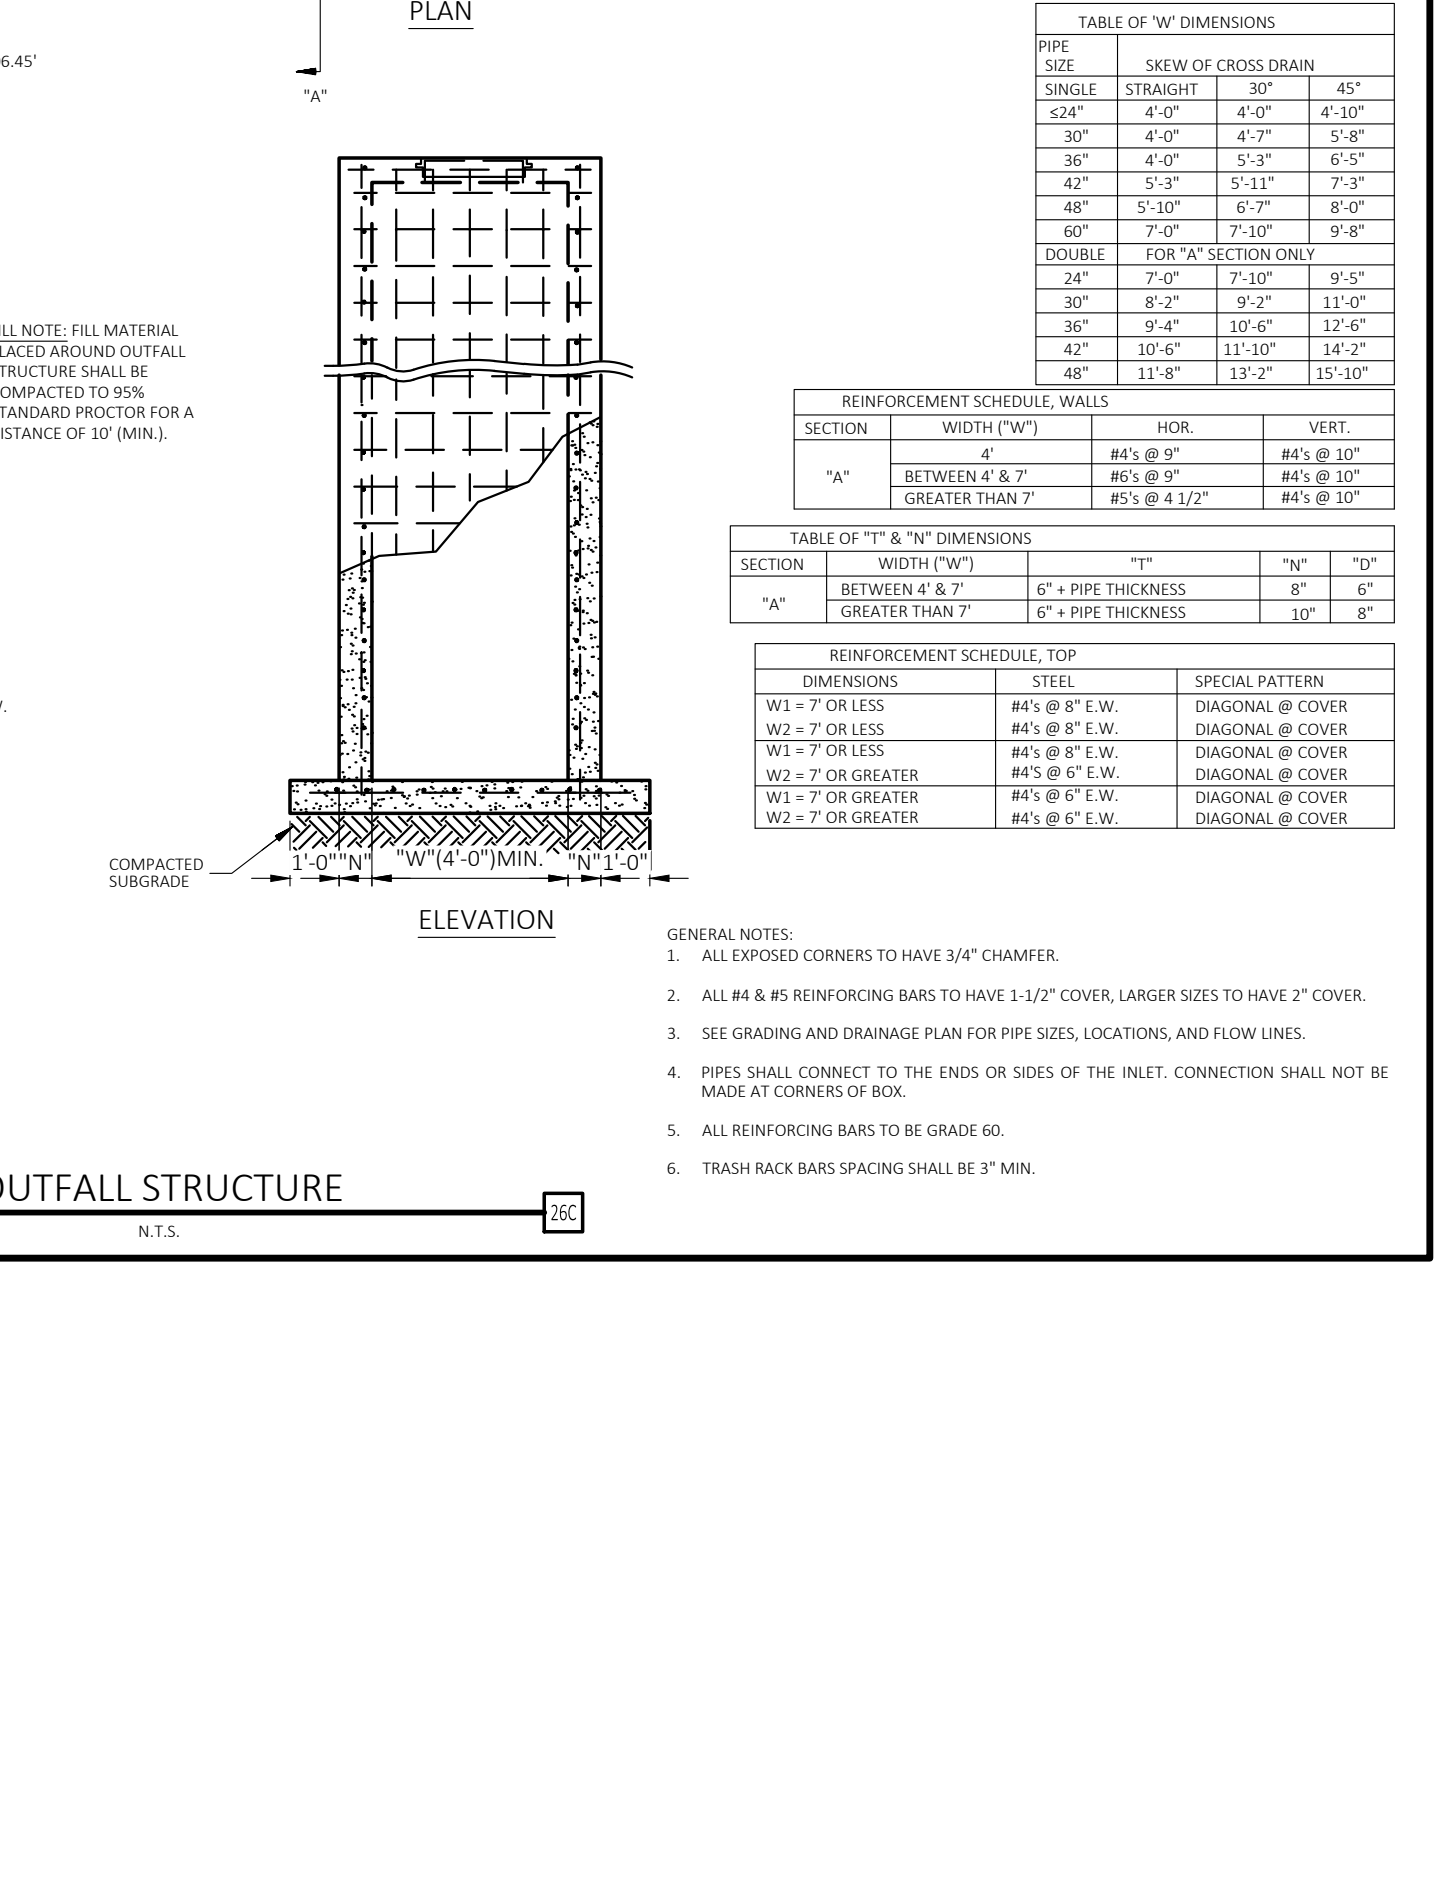 PLAN
6.45'
"A"
TABLE OF 'W' DIMENSIONS
PIPE
SIZE SKEW OF CROSS DRAIN
SINGLE STRAIGHT 30° 45°
≤24" 4'-0" 4'-0" 4'-10"
30" 4'-0" 4'-7" 5'-8"
36" 4'-0" 5'-3" 6'-5"
42" 5'-3" 5'-11" 7'-3"
48" 5'-10" 6'-7" 8'-0"
60" 7'-0" 7'-10" 9'-8"
DOUBLE FOR "A" SECTION ONLY
24" 7'-0" 7'-10" 9'-5"
30" 8'-2" 9'-2" 11'-0"
36" 9'-4" 10'-6" 12'-6"
42" 10'-6" 11'-10" 14'-2"
48" 11'-8" 13'-2" 15'-10"
ILL NOTE: FILL MATERIAL
LACED AROUND OUTFALL
TRUCTURE SHALL BE
OMPACTED TO 95%
TANDARD PROCTOR FOR A
ISTANCE OF 10' (MIN.).
REINFORCEMENT SCHEDULE, WALLS
SECTION WIDTH ("W") HOR. VERT.
4' #4's @ 9" #4's @ 10"
"A" BETWEEN 4' & 7' #6's @ 9" #4's @ 10"
GREATER THAN 7' #5's @ 4 1/2" #4's @ 10"
TABLE OF "T" & "N" DIMENSIONS
SECTION WIDTH ("W") "T" "N" "D"
"A" BETWEEN 4' & 7' 6" + PIPE THICKNESS 8" 6"
GREATER THAN 7' 6" + PIPE THICKNESS 10" 8"
REINFORCEMENT SCHEDULE, TOP
DIMENSIONS STEEL SPECIAL PATTERN
W1 = 7' OR LESS #4's @ 8" E.W. DIAGONAL @ COVER
W2 = 7' OR LESS #4's @ 8" E.W. DIAGONAL @ COVER
W1 = 7' OR LESS #4's @ 8" E.W. DIAGONAL @ COVER
W2 = 7' OR GREATER #4'S @ 6" E.W. DIAGONAL @ COVER
W1 = 7' OR GREATER #4's @ 6" E.W. DIAGONAL @ COVER
W2 = 7' OR GREATER #4's @ 6" E.W. DIAGONAL @ COVER
COMPACTED
SUBGRADE
1'-0" "N" "W"(4'-0")MIN. "N" 1'-0"
ELEVATION
GENERAL NOTES:
1. ALL EXPOSED CORNERS TO HAVE 3/4" CHAMFER.
2. ALL #4 & #5 REINFORCING BARS TO HAVE 1-1/2" COVER, LARGER SIZES TO HAVE 2" COVER.
3. SEE GRADING AND DRAINAGE PLAN FOR PIPE SIZES, LOCATIONS, AND FLOW LINES.
4. PIPES SHALL CONNECT TO THE ENDS OR SIDES OF THE INLET. CONNECTION SHALL NOT BE
MADE AT CORNERS OF BOX.
5. ALL REINFORCING BARS TO BE GRADE 60.
6. TRASH RACK BARS SPACING SHALL BE 3" MIN.
OUTFALL STRUCTURE
26C
N.T.S.